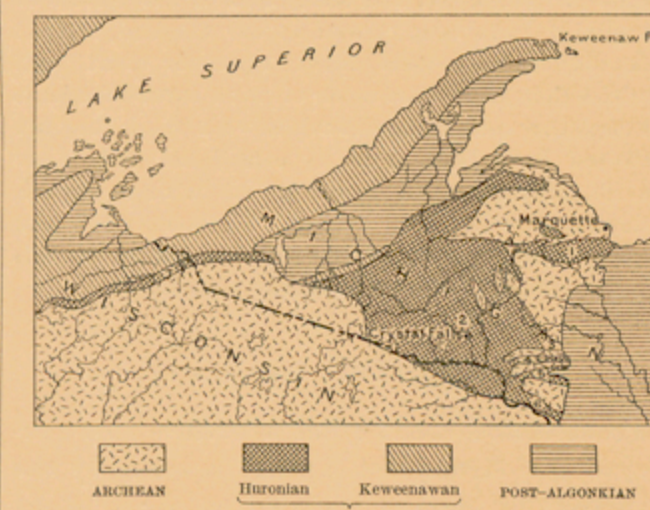 Keweenaw P
LAKE SUPERIOR
MICHIGAN
Marquette
Crystal Falls
WISCONSIN
ARCHEAN Huronian Keweenawan POST-ALGONKIAN